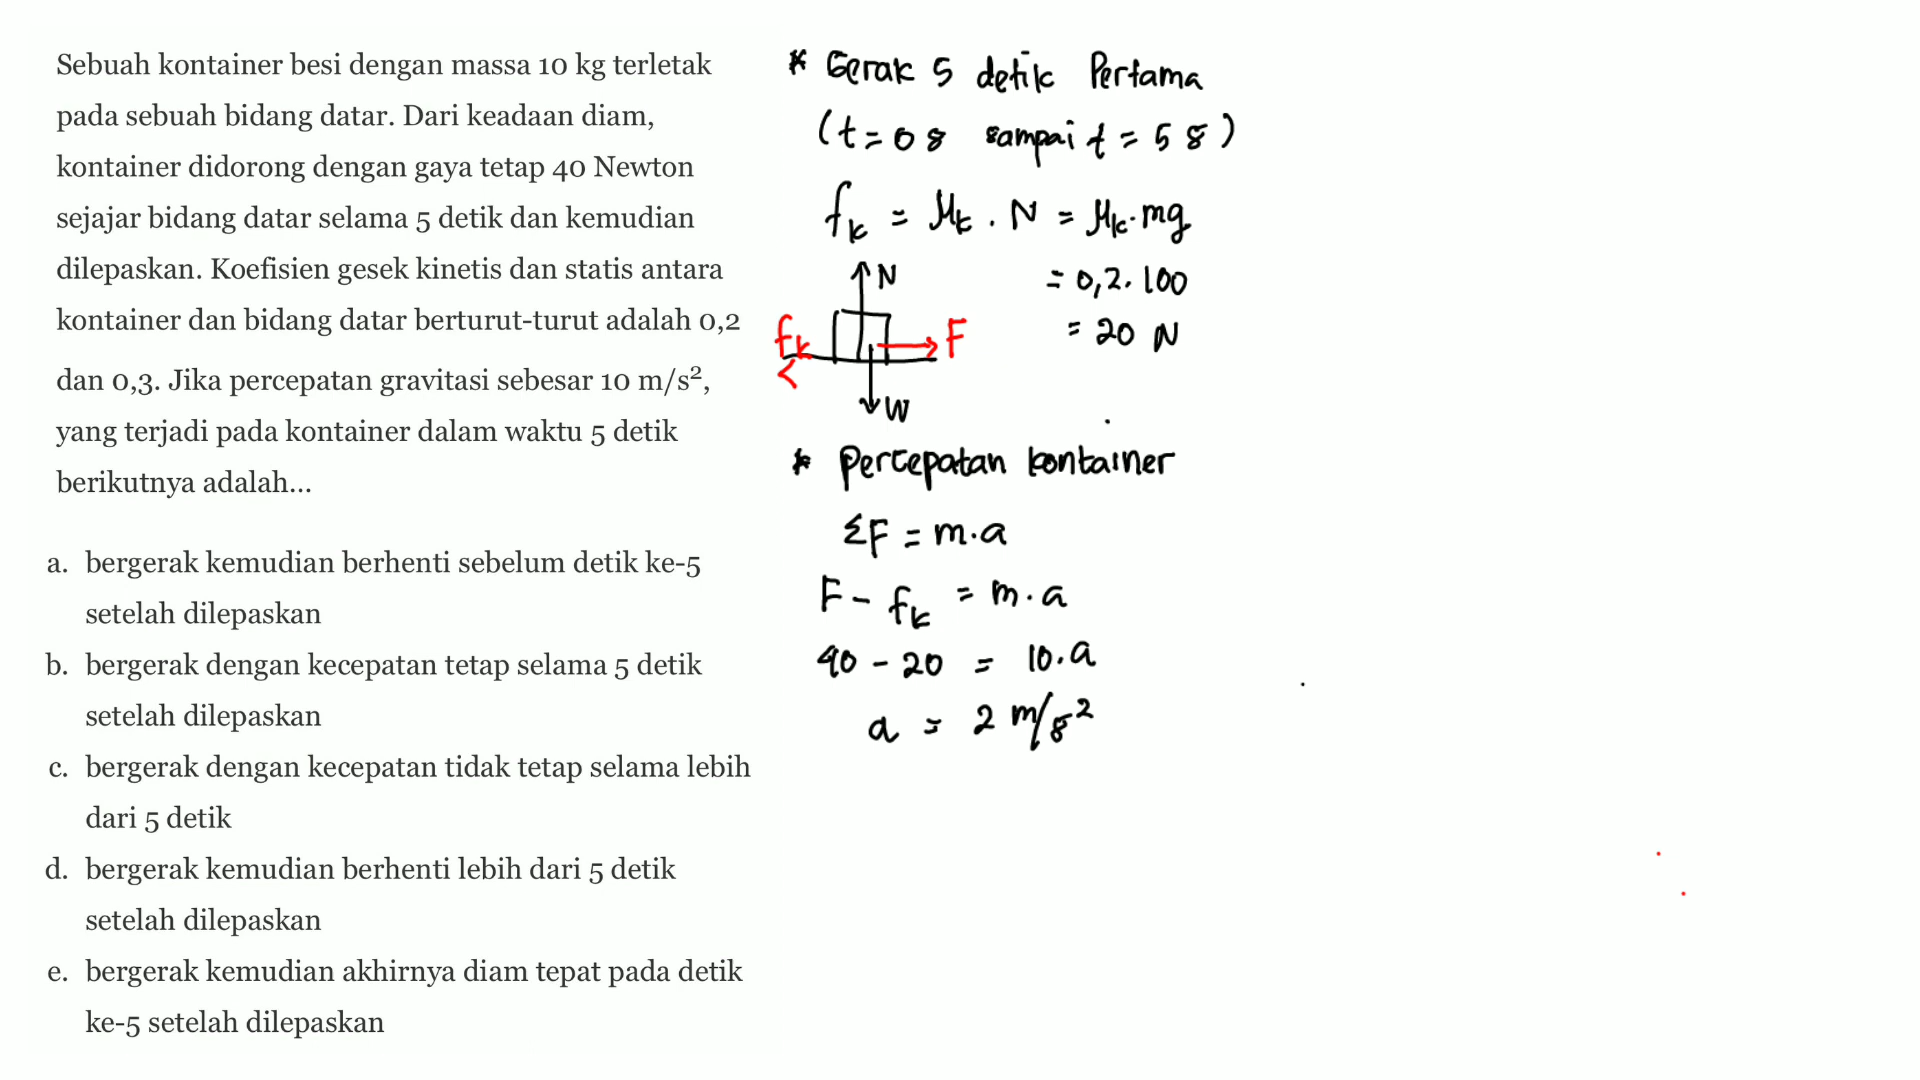 Sebuah kontainer besi dengan massa 10 kg terletak
pada sebuah bidang datar. Dari keadaan diam,
kontainer didorong dengan gaya tetap 40 Newton
sejajar bidang datar selama 5 detik dan kemudian
dilepaskan. Koefisien gesek kinetis dan statis antara
kontainer dan bidang datar berturut-turut adalah 0,2
dan 0,3. Jika percepatan gravitasi sebesar 10 m/s²,
yang terjadi pada kontainer dalam waktu 5 detik
berikutnya adalah...
a. bergerak kemudian berhenti sebelum detik ke-5
setelah dilepaskan
b. bergerak dengan kecepatan tetap selama 5 detik
setelah dilepaskan
c. bergerak dengan kecepatan tidak tetap selama lebih
dari 5 detik
d. bergerak kemudian berhenti lebih dari 5 detik
setelah dilepaskan
e. bergerak kemudian akhirnya diam tepat pada detik
ke-5 setelah dilepaskan
* Gerak 5 detik Pertama
(t = 0 s sampai t = 5 s)
fk = μk . N = μk . mg
= 0,2 . 100
= 20 N
N
fk
F
W
* Percepatan kontainer
ΣF = m.a
F - fk = m.a
40 - 20 = 10.a
a = 2 m/s²